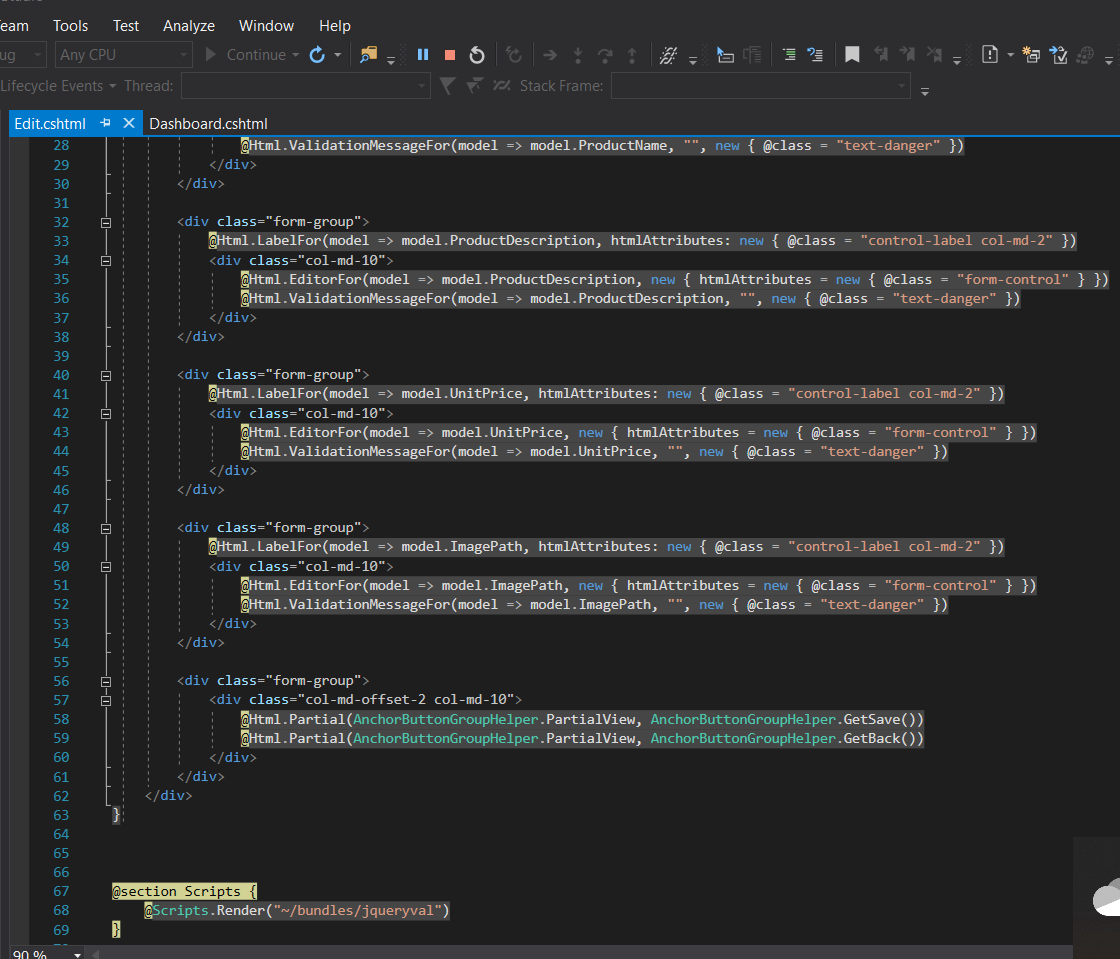 Team Tools Test Analyze Window Help
Any CPU Continue
Lifecycle Events Thread: Stack Frame:
Edit.cshtml Dashboard.cshtml
28 @Html.ValidationMessageFor(model => model.ProductName, "", new { @class = "text-danger" })
29 </div>
30 </div>
31
32 <div class="form-group">
33 @Html.LabelFor(model => model.ProductDescription, htmlAttributes: new { @class = "control-label col-md-2" })
34 <div class="col-md-10">
35 @Html.EditorFor(model => model.ProductDescription, new { htmlAttributes = new { @class = "form-control" } })
36 @Html.ValidationMessageFor(model => model.ProductDescription, "", new { @class = "text-danger" })
37 </div>
38 </div>
39
40 <div class="form-group">
41 @Html.LabelFor(model => model.UnitPrice, htmlAttributes: new { @class = "control-label col-md-2" })
42 <div class="col-md-10">
43 @Html.EditorFor(model => model.UnitPrice, new { htmlAttributes = new { @class = "form-control" } })
44 @Html.ValidationMessageFor(model => model.UnitPrice, "", new { @class = "text-danger" })
45 </div>
46 </div>
47
48 <div class="form-group">
49 @Html.LabelFor(model => model.ImagePath, htmlAttributes: new { @class = "control-label col-md-2" })
50 <div class="col-md-10">
51 @Html.EditorFor(model => model.ImagePath, new { htmlAttributes = new { @class = "form-control" } })
52 @Html.ValidationMessageFor(model => model.ImagePath, "", new { @class = "text-danger" })
53 </div>
54 </div>
55
56 <div class="form-group">
57 <div class="col-md-offset-2 col-md-10">
58 @Html.Partial(AnchorButtonGroupHelper.PartialView, AnchorButtonGroupHelper.GetSave())
59 @Html.Partial(AnchorButtonGroupHelper.PartialView, AnchorButtonGroupHelper.GetBack())
60 </div>
61 </div>
62 </div>
63 }
64
65
66
67 @section Scripts {
68 @Scripts.Render("~/bundles/jqueryval")
69 }
90 %